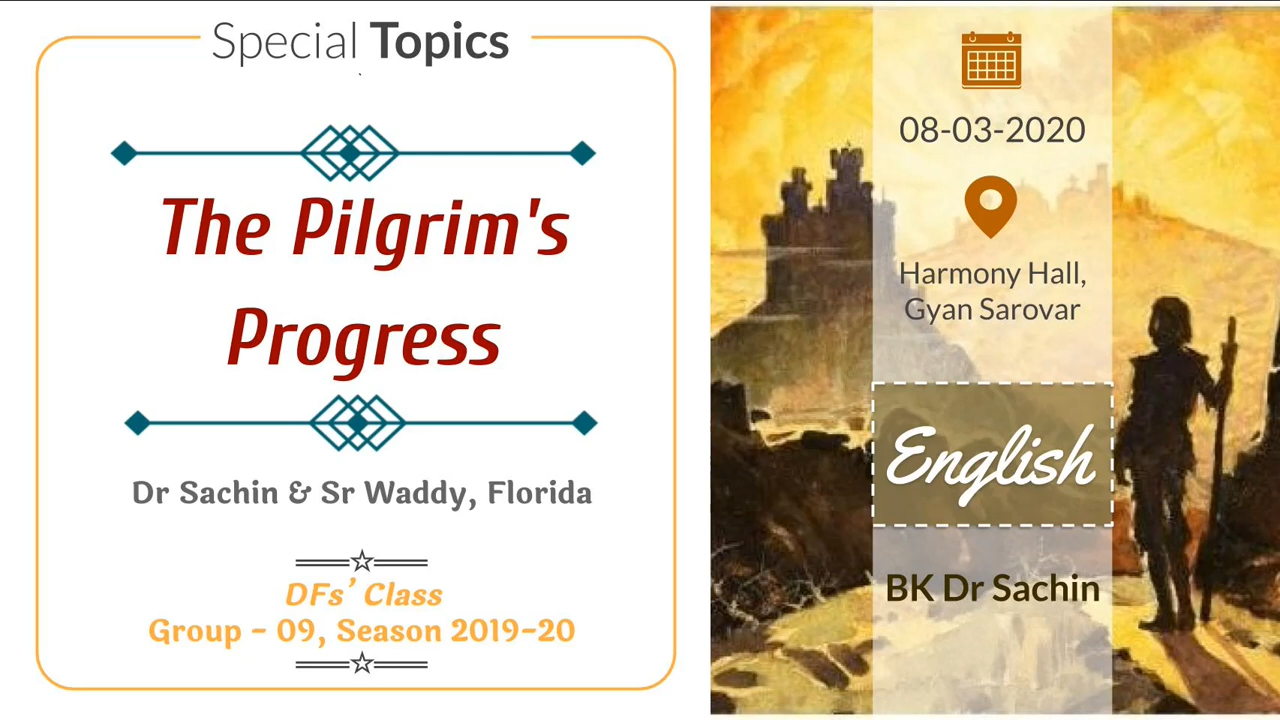 Special Topics
The Pilgrim's
Progress
Dr Sachin & Sr Waddy, Florida
DFs' Class
Group - 09, Season 2019-20
08-03-2020
Harmony Hall,
Gyan Sarovar
English
BK Dr Sachin